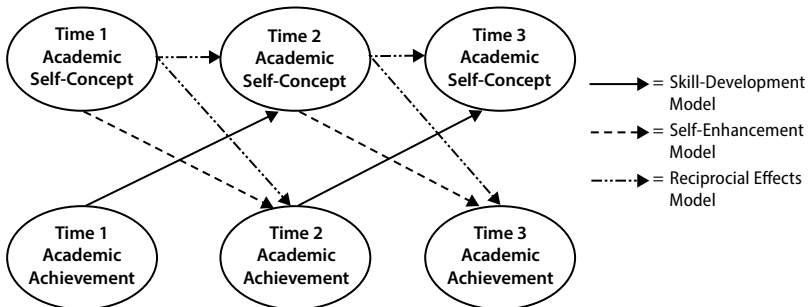 Time 1
Academic
Self-Concept
Time 2
Academic
Self-Concept
Time 3
Academic
Self-Concept
Time 1
Academic
Achievement
Time 2
Academic
Achievement
Time 3
Academic
Achievement
= Skill-Development
Model
= Self-Enhancement
Model
= Reciprocial Effects
Model